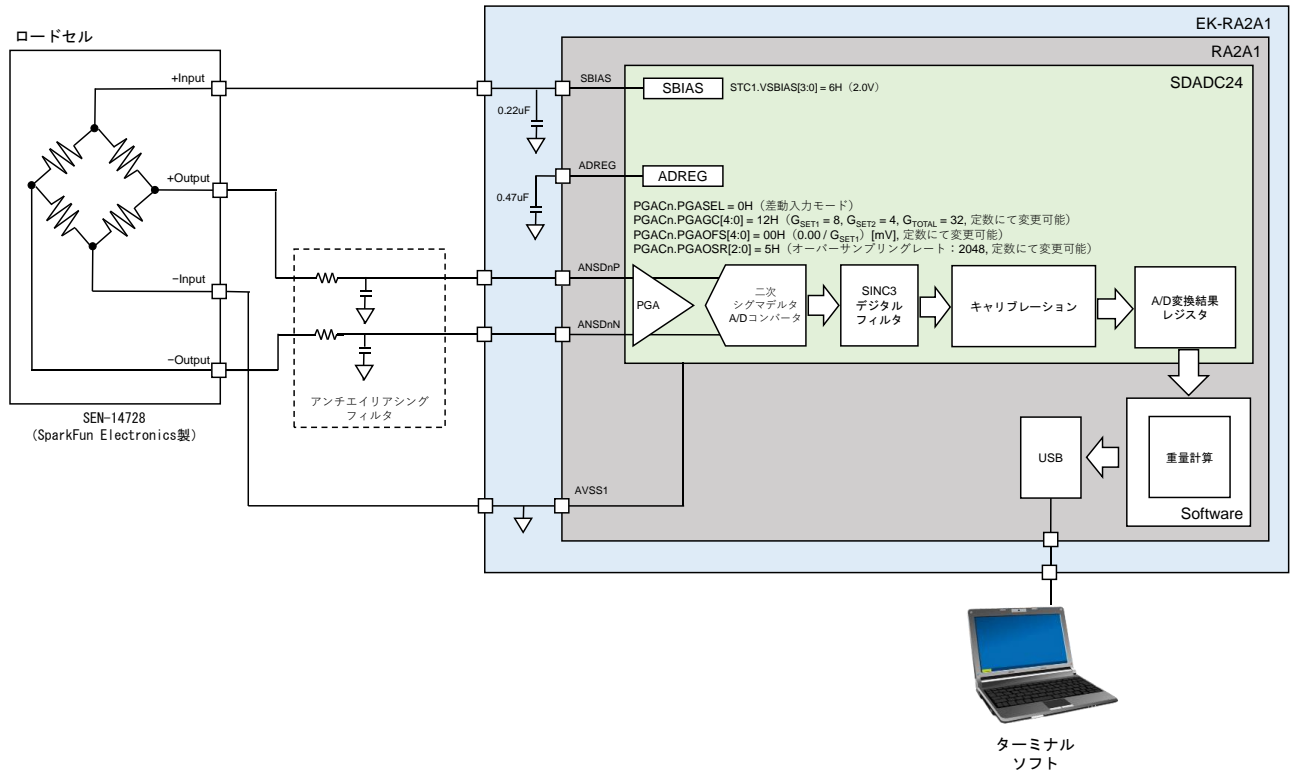 EK-RA2A1
RA2A1
SDADC24
ロードセル
+Input
+Output
−Input
−Output
SEN-14728
(SparkFun Electronics製)
アンチエイリアシング
フィルタ
0.22uF
0.47uF
SBIAS
SBIAS
STC1.VSBIAS[3:0] = 6H（2.0V）
ADREG
ADREG
PGACn.PGASEL = 0H（差動入力モード）
PGACn.PGAGC[4:0] = 12H（GSET1 = 8, GSET2 = 4, GTOTAL = 32, 定数にて変更可能）
PGACn.PGAOFS[4:0] = 00H（0.00 / GSET1）[mV], 定数にて変更可能）
PGACn.PGAOSR[2:0] = 5H（オーバーサンプリングレート：2048, 定数にて変更可能）
ANSDnP
ANSDnN
PGA
二次
シグマデルタ
A/Dコンバータ
SINC3
デジタル
フィルタ
キャリブレーション
A/D変換結果
レジスタ
AVSS1
USB
重量計算
Software
ターミナル
ソフト